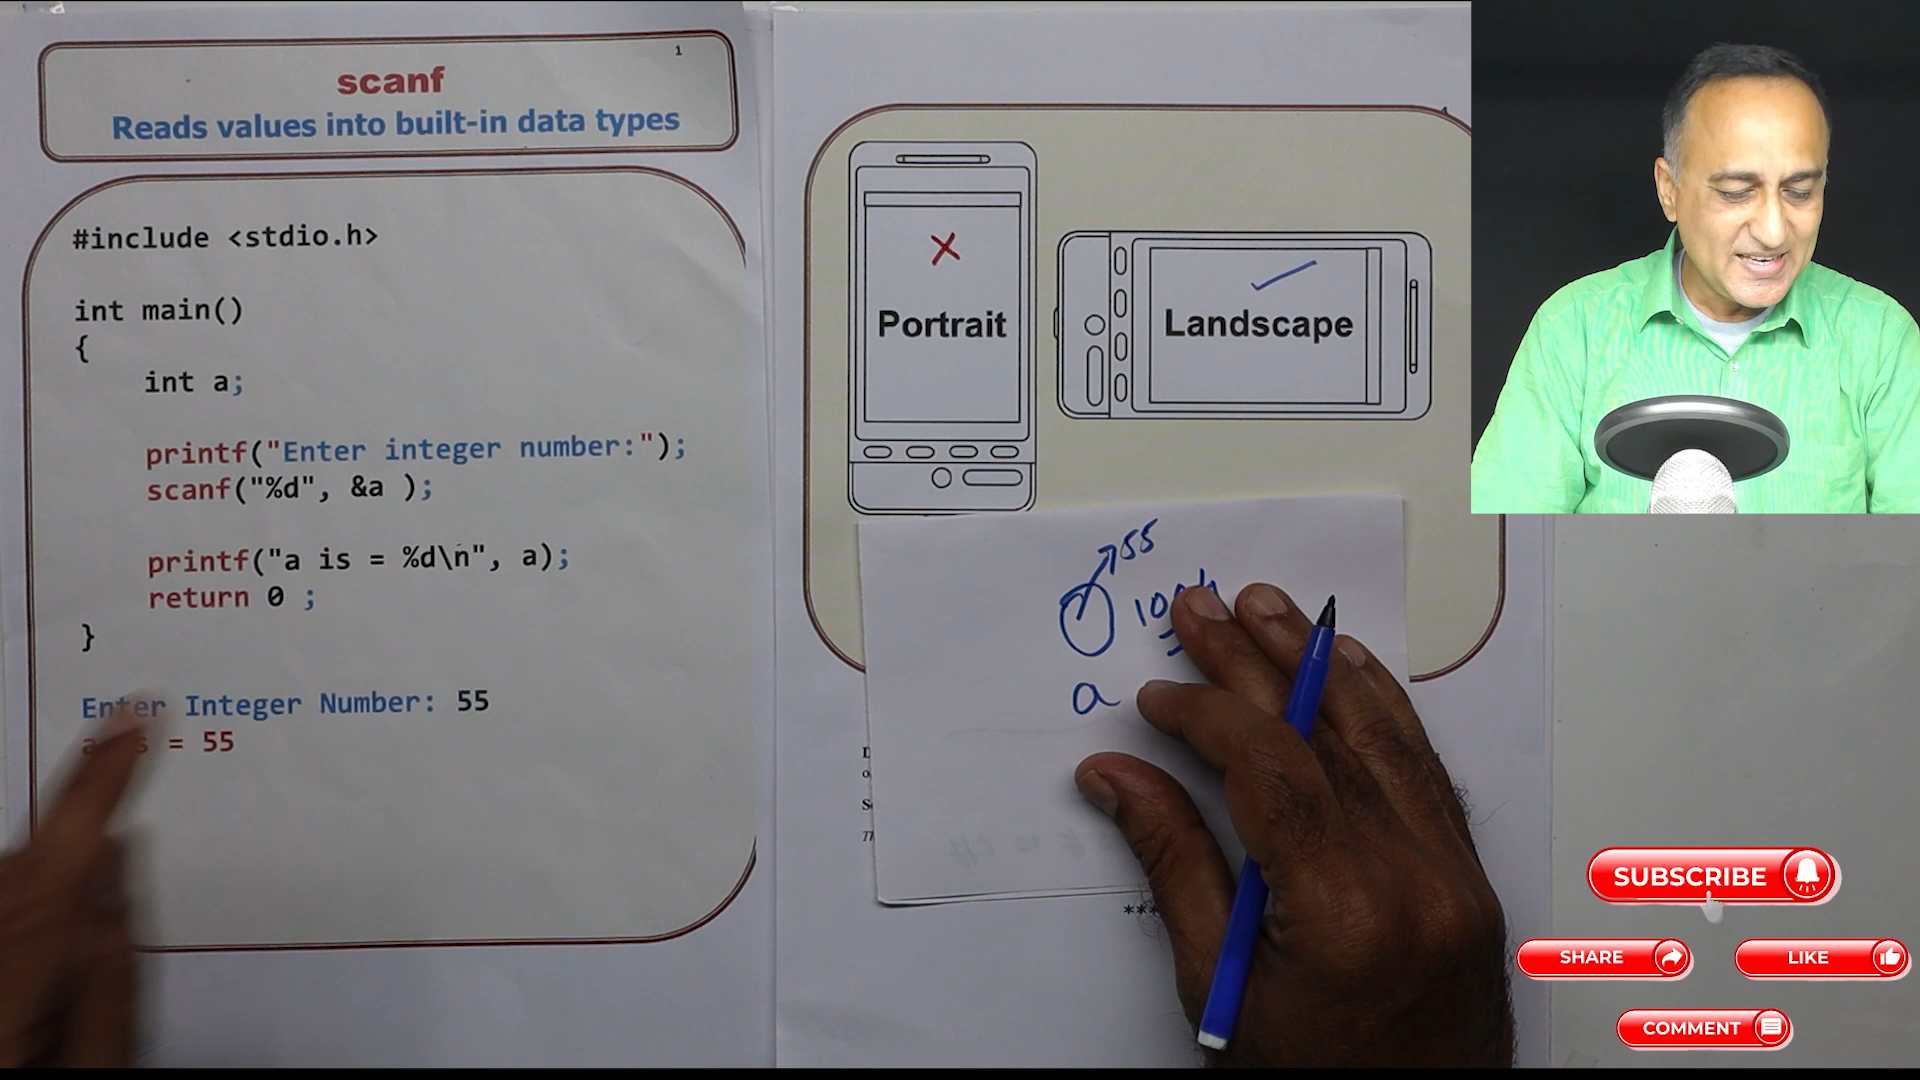 1
scanf
Reads values into built-in data types
#include <stdio.h>
int main()
{
int a;
printf("Enter integer number:");
scanf("%d", &a );
printf("a is = %d\n", a);
return 0 ;
}
Enter Integer Number: 55
= 55
Portrait
Landscape
55
a
***
SUBSCRIBE
SHARE
LIKE
COMMENT